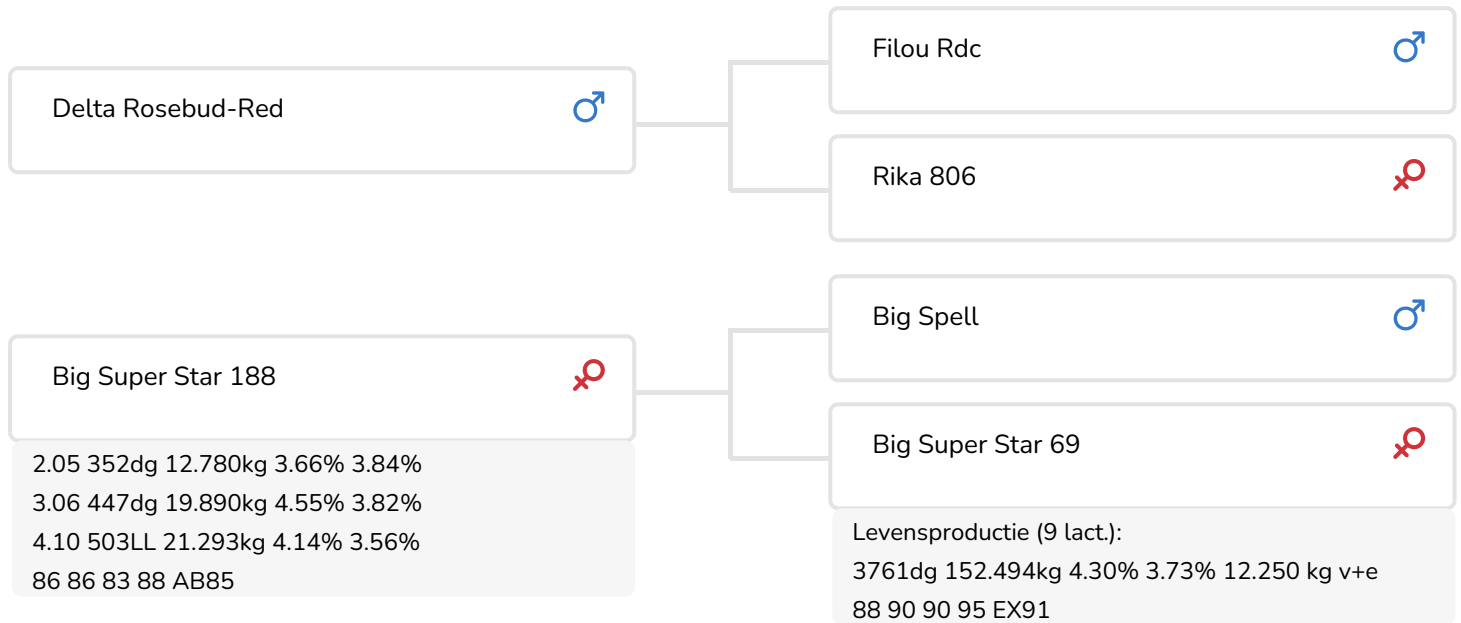 Delta Rosebud-Red
Filou Rdc
Rika 806
Big Super Star 188
2.05 352dg 12.780kg 3.66% 3.84%
3.06 447dg 19.890kg 4.55% 3.82%
4.10 503LL 21.293kg 4.14% 3.56%
86 86 83 88 AB85
Big Spell
Big Super Star 69
Levensproductie (9 lact.):
3761dg 152.494kg 4.30% 3.73% 12.250 kg v+e
88 90 90 95 EX91